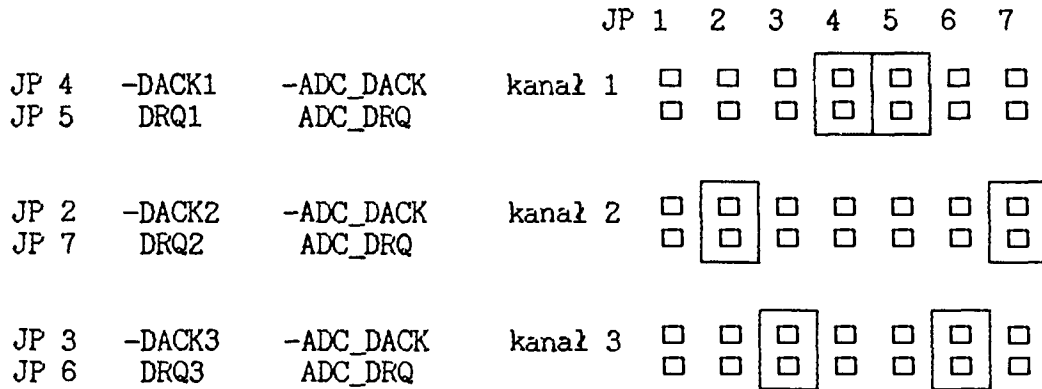 JP 1 2 3 4 5 6 7
JP 4 -DACK1 -ADC_DACK kanał 1
JP 5 DRQ1 ADC_DRQ
JP 2 -DACK2 -ADC_DACK kanał 2
JP 7 DRQ2 ADC_DRQ
JP 3 -DACK3 -ADC_DACK kanał 3
JP 6 DRQ3 ADC_DRQ